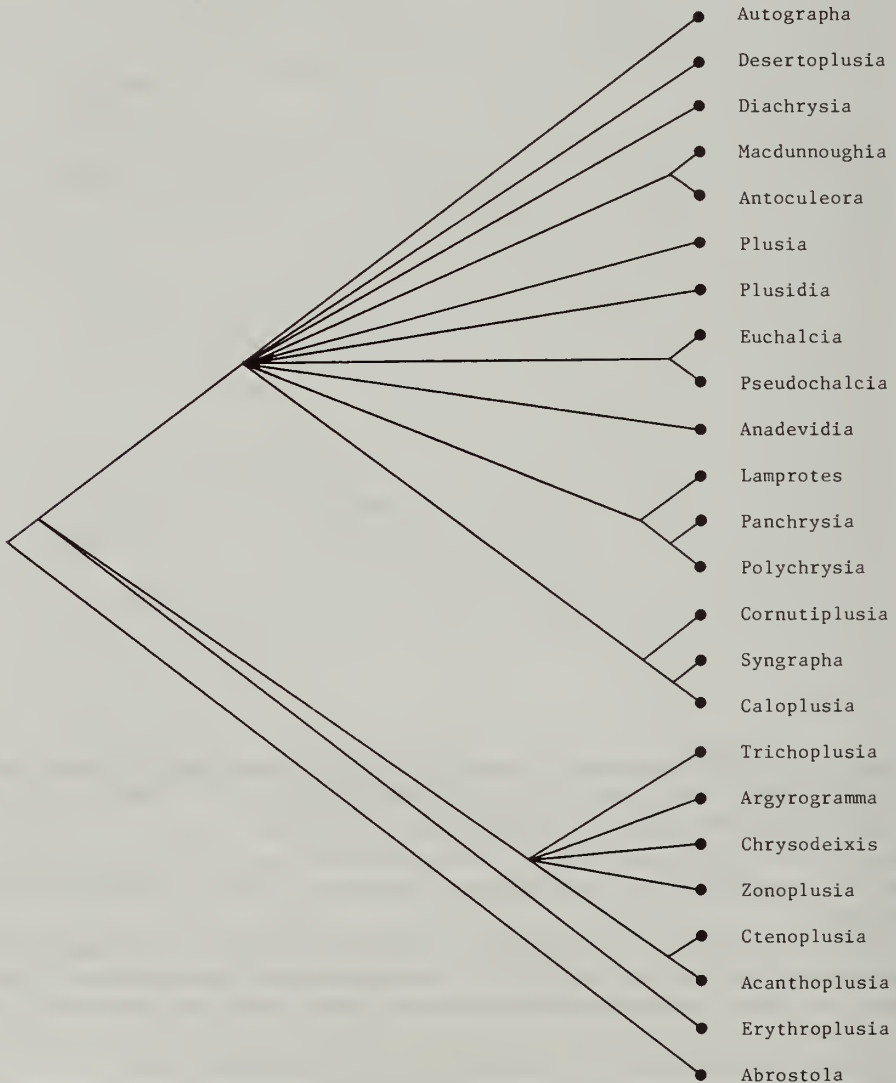 Autographa
Desertoplusia
Diachrysia
Macdunnoughia
Antoculeora
Plusia
Plusidia
Euchalcia
Pseudochalcia
Anadevidia
Lamprotes
Panchrysia
Polychrysia
Cornutiplusia
Syngrapha
Caloplusia
Trichoplusia
Argyrogramma
Chrysodeixis
Zonoplusia
Ctenoplusia
Acanthoplusia
Erythroplusia
Abrostola